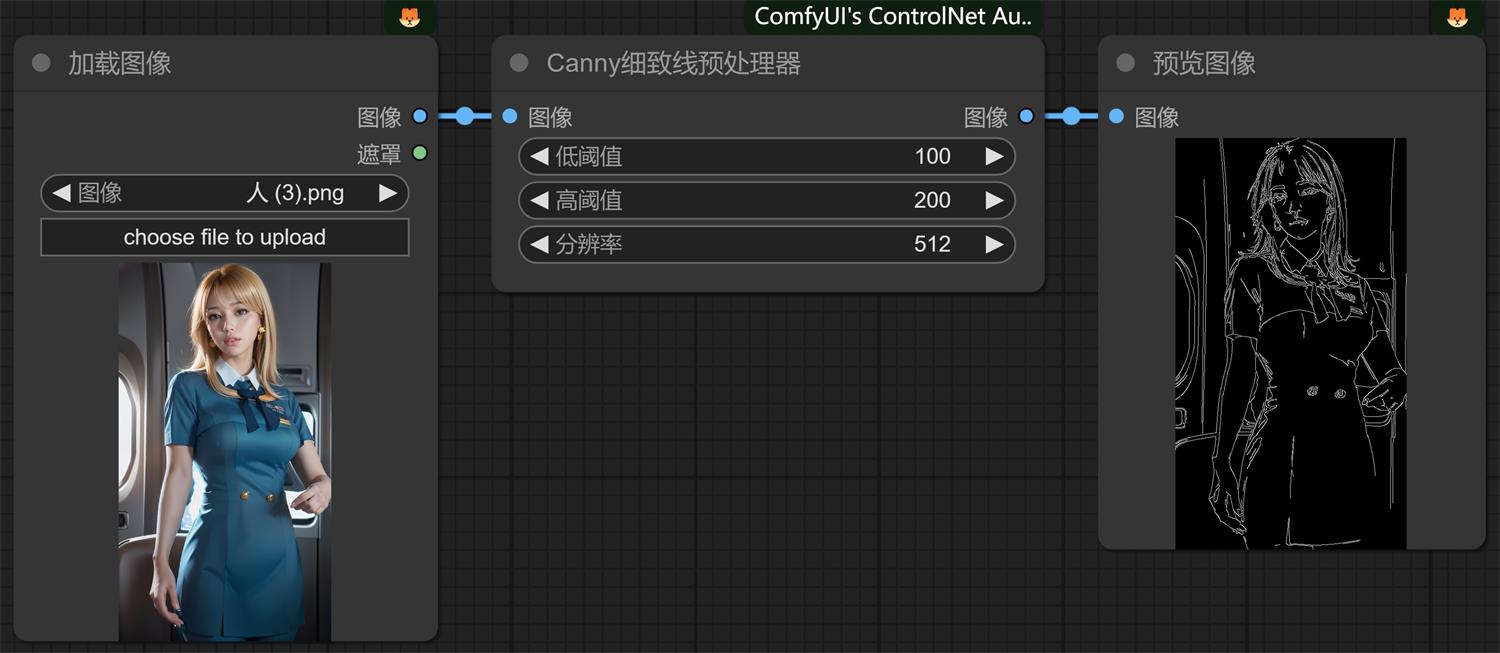 ComfyUI's ControlNet Au..
加载图像
图像
遮罩
图像 人 (3).png
choose file to upload
Canny细致线预处理器
图像 图像
低阈值 100
高阈值 200
分辨率 512
预览图像
图像